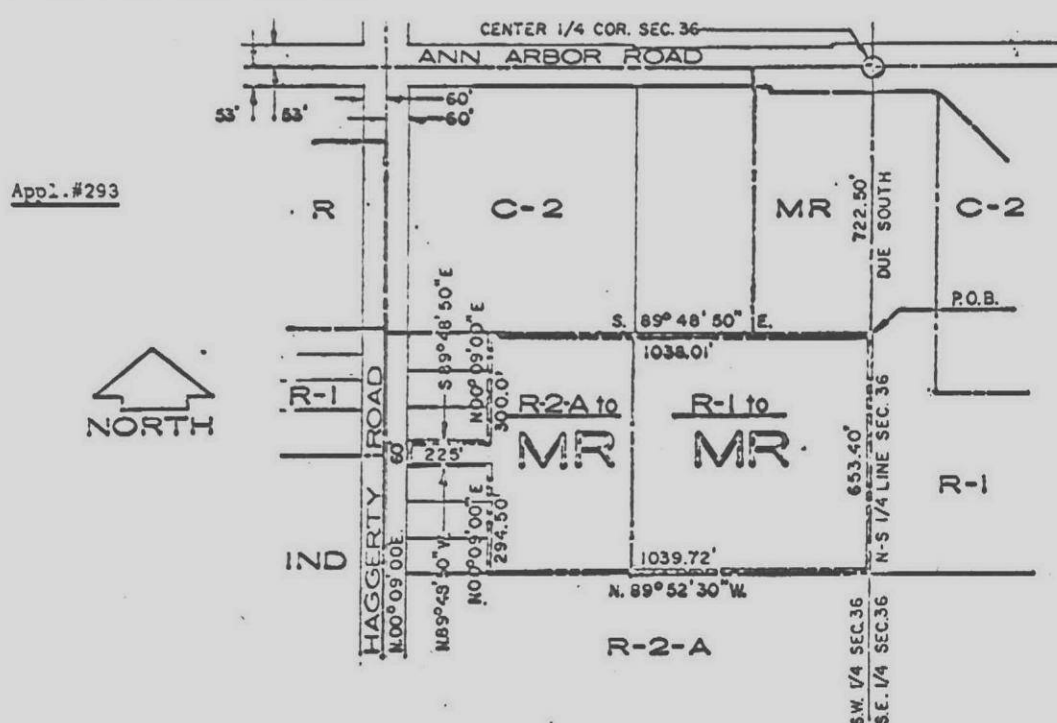 CENTER 1/4 COR. SEC. 36
ANN ARBOR ROAD
53'
53'
60'
60'
Appl.#293
R
C-2
MR
C-2
722.50'
DUE SOUTH
P.O.B.
S. 89° 48' 50" E.
1038.01'
S 89° 48' 50" E
N00°09'00"E
300.0'
NORTH
R-1
R-2-A to
MR
R-1 to
MR
HAGGERTY ROAD
60'
225'
653.40'
N-S 1/4 LINE SEC. 36
R-1
IND
N.00°09'00E.
N.89°48'50"W.
N.00°09'00"E
294.50'
1039.72'
N. 89° 52' 30" W.
R-2-A
S.W. 1/4 SEC. 36
S.E. 1/4 SEC. 36